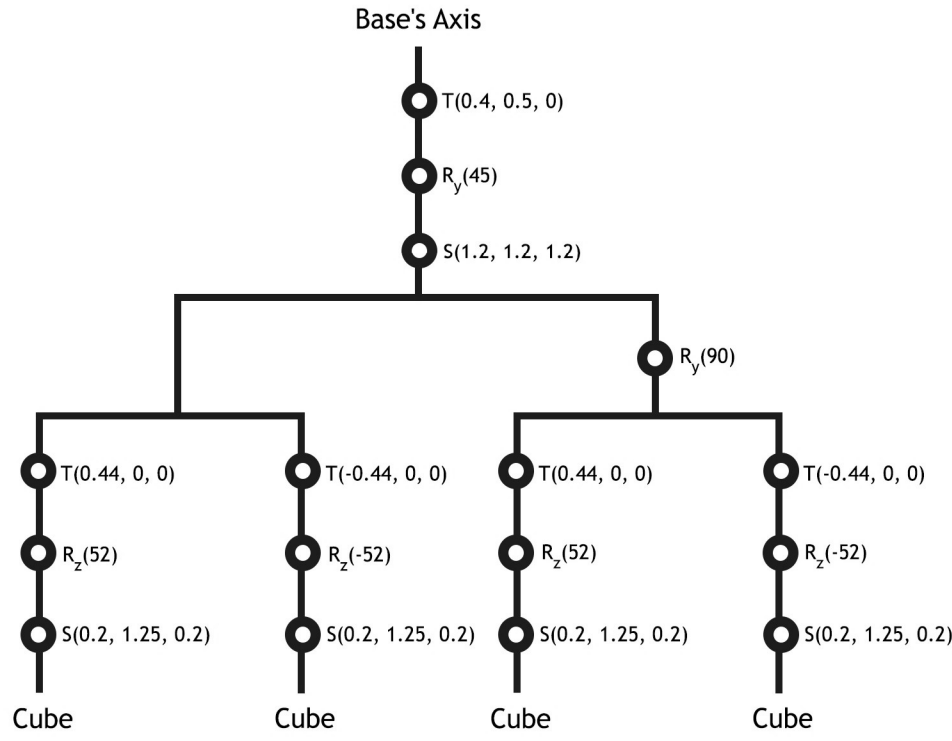 Base's Axis
T(0.4, 0.5, 0)
Ry(45)
S(1.2, 1.2, 1.2)
Ry(90)
T(0.44, 0, 0)
T(-0.44, 0, 0)
T(0.44, 0, 0)
T(-0.44, 0, 0)
Rz(52)
Rz(-52)
Rz(52)
Rz(-52)
S(0.2, 1.25, 0.2)
S(0.2, 1.25, 0.2)
S(0.2, 1.25, 0.2)
S(0.2, 1.25, 0.2)
Cube
Cube
Cube
Cube